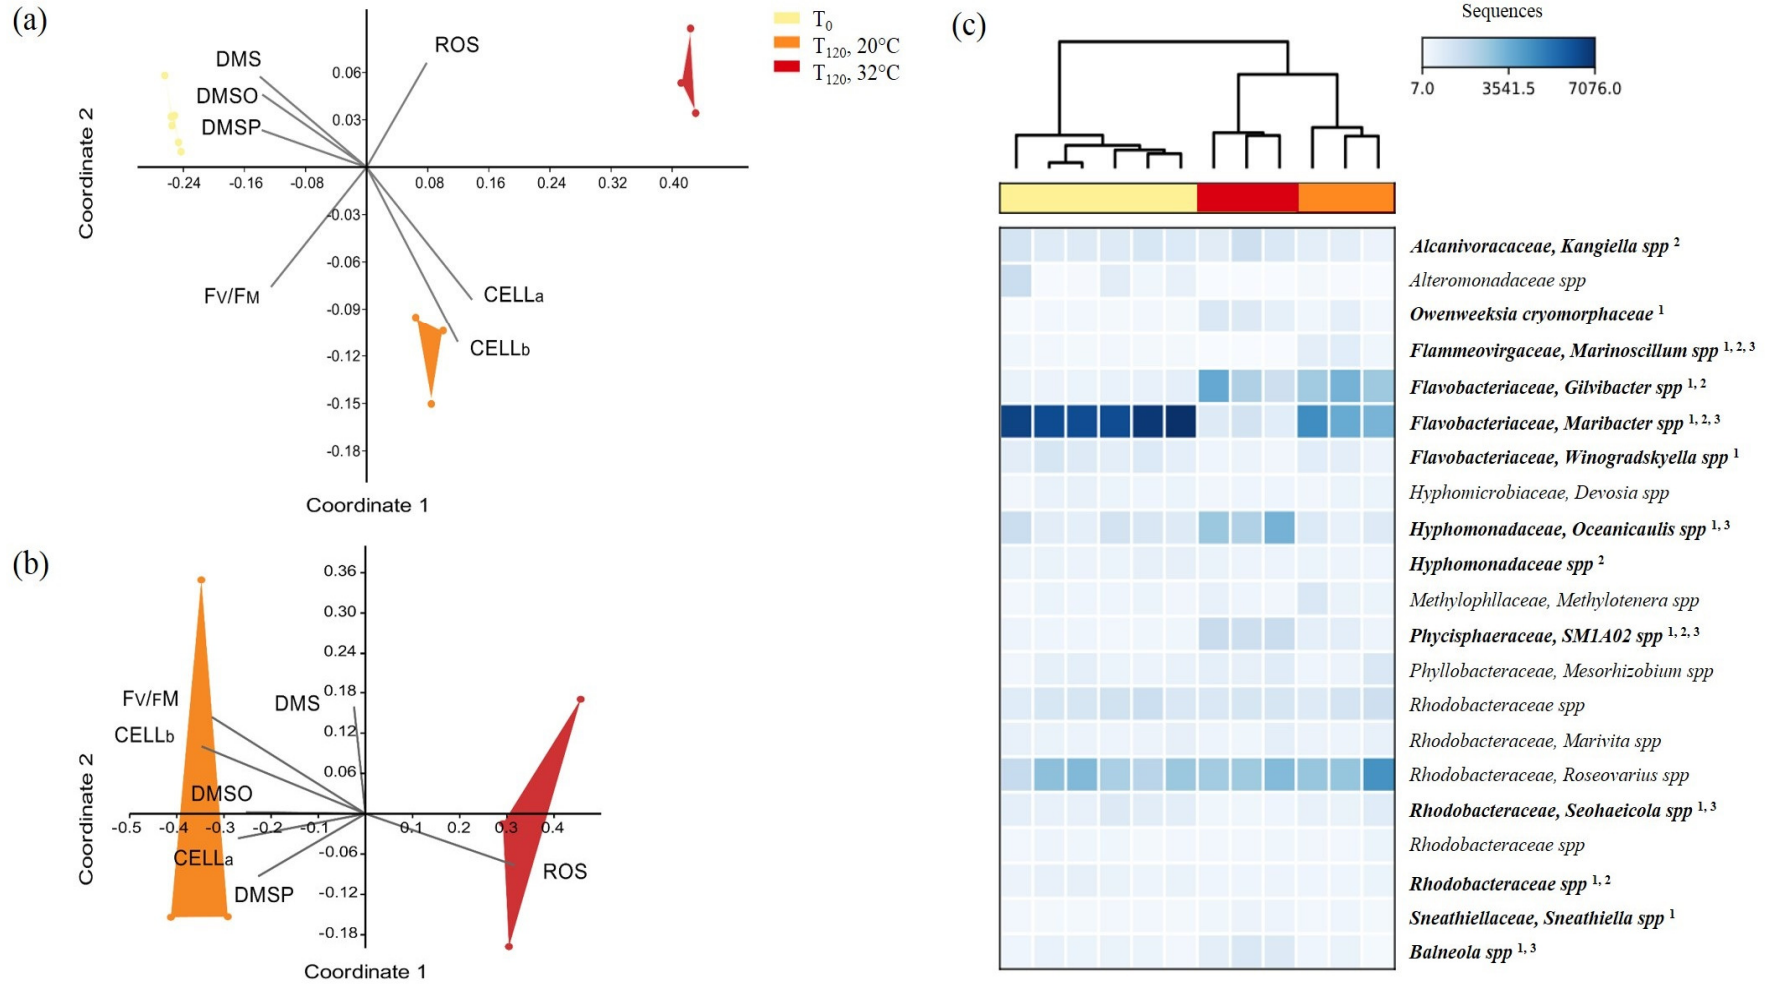 (a)
T0
T120, 20°C
T120, 32°C
ROS
DMS
DMSO
DMSP
0.06
0.03
-0.24 -0.16 -0.08 0.08 0.16 0.24 0.32 0.40
-0.03
-0.06
-0.09
-0.12
-0.15
-0.18
FV/FM
CELLa
CELLb
Coordinate 2
Coordinate 1
(b)
0.36
0.30
0.24
0.18
0.12
0.06
-0.5 -0.4 -0.3 -0.2 -0.1 0.1 0.2 0.3 0.4
-0.06
-0.12
-0.18
FV/FM
CELLb
DMS
DMSO
CELLa
DMSP
ROS
Coordinate 2
Coordinate 1
(c)
Sequences
7.0 3541.5 7076.0
Alcanivoracaceae, Kangiella spp 2
Alteromonadaceae spp
Owenweeksia cryomorphaceae 1
Flammeovirgaceae, Marinoscillum spp 1, 2, 3
Flavobacteriaceae, Gilvibacter spp 1, 2
Flavobacteriaceae, Maribacter spp 1, 2, 3
Flavobacteriaceae, Winogradskyella spp 1
Hyphomicrobiaceae, Devosia spp
Hyphomonadaceae, Oceanicaulis spp 1, 3
Hyphomonadaceae spp 2
Methylophllaceae, Methylotenera spp
Phycisphaeraceae, SM1A02 spp 1, 2, 3
Phyllobacteraceae, Mesorhizobium spp
Rhodobacteraceae spp
Rhodobacteraceae, Marivita spp
Rhodobacteraceae, Roseovarius spp
Rhodobacteraceae, Seohaeicola spp 1, 3
Rhodobacteraceae spp
Rhodobacteraceae spp 1, 2
Sneathiellaceae, Sneathiella spp 1
Balneola spp 1, 3